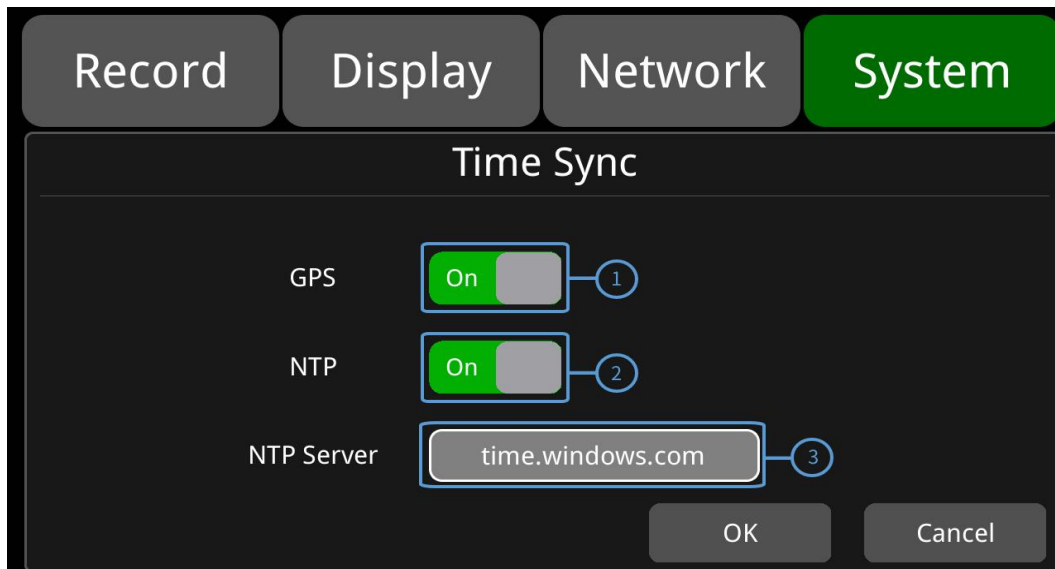 Record Display Network System
Time Sync
GPS On 1
NTP On 2
NTP Server time.windows.com 3
OK Cancel